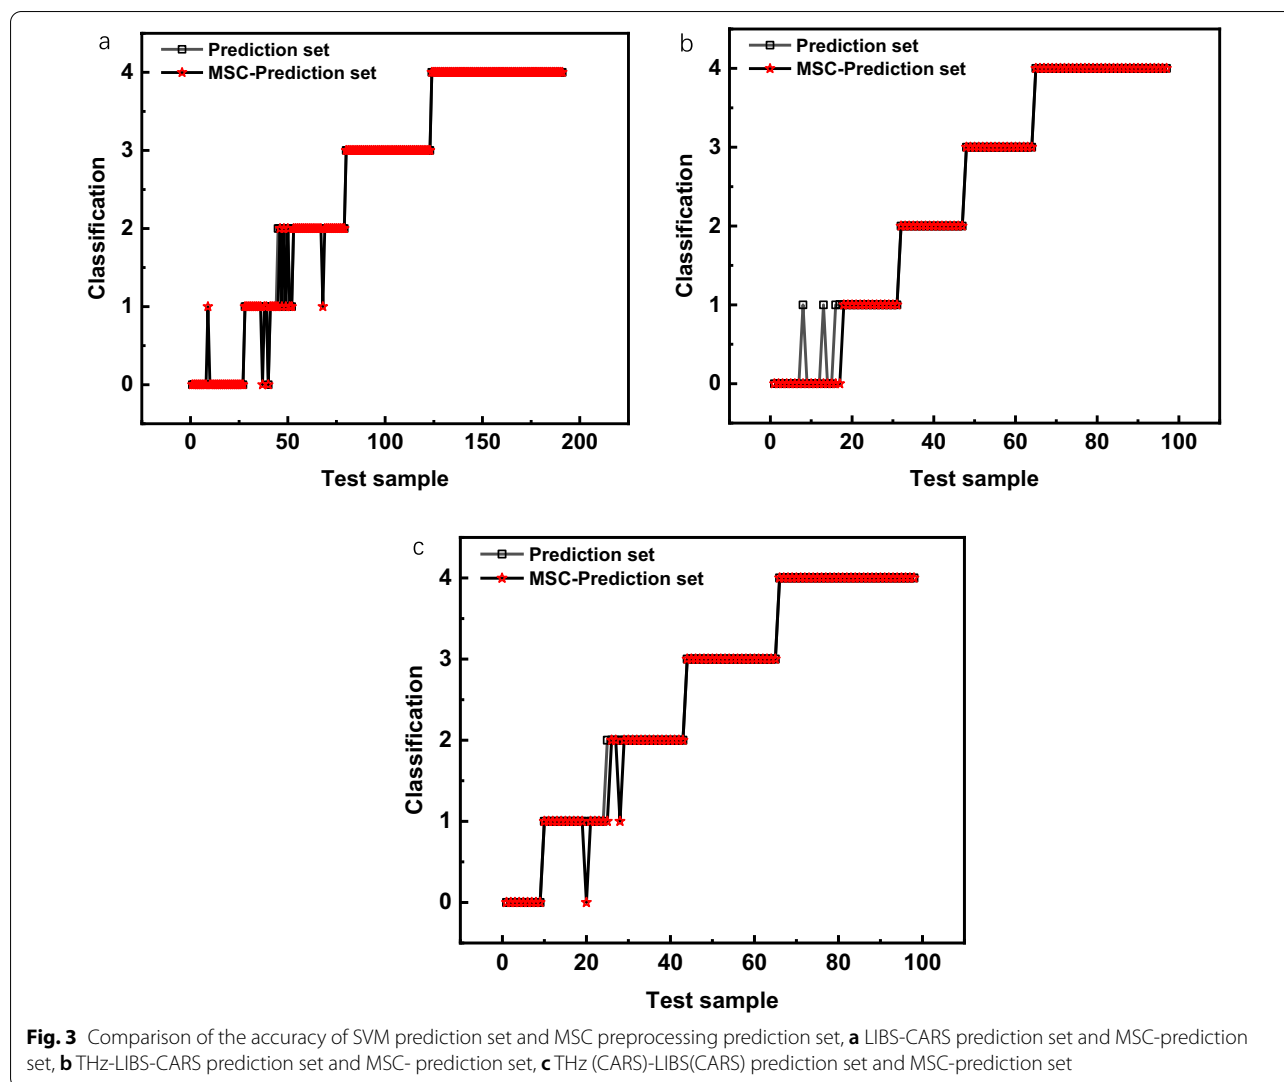 a
Prediction set
MSC-Prediction set
4
3
2
1
0
Classification
0 50 100 150 200
Test sample
b
Prediction set
MSC-Prediction set
4
3
2
1
0
Classification
0 20 40 60 80 100
Test sample
c
Prediction set
MSC-Prediction set
4
3
2
1
0
Classification
0 20 40 60 80 100
Test sample
Fig. 3 Comparison of the accuracy of SVM prediction set and MSC preprocessing prediction set, a LIBS-CARS prediction set and MSC-prediction
set, b THz-LIBS-CARS prediction set and MSC- prediction set, c THz (CARS)-LIBS(CARS) prediction set and MSC-prediction set